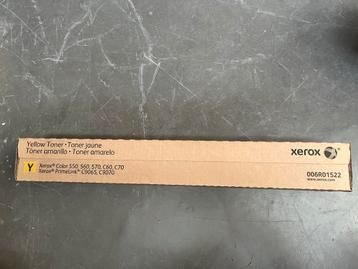 Yellow Toner • Toner jaune
Tóner amarillo • Toner amarelo
xerox
Y
Xerox® Color 550, 560, 570, C60, C70
Xerox® PrimeLink® C9065, C9070
006R01522
www.xerox.com